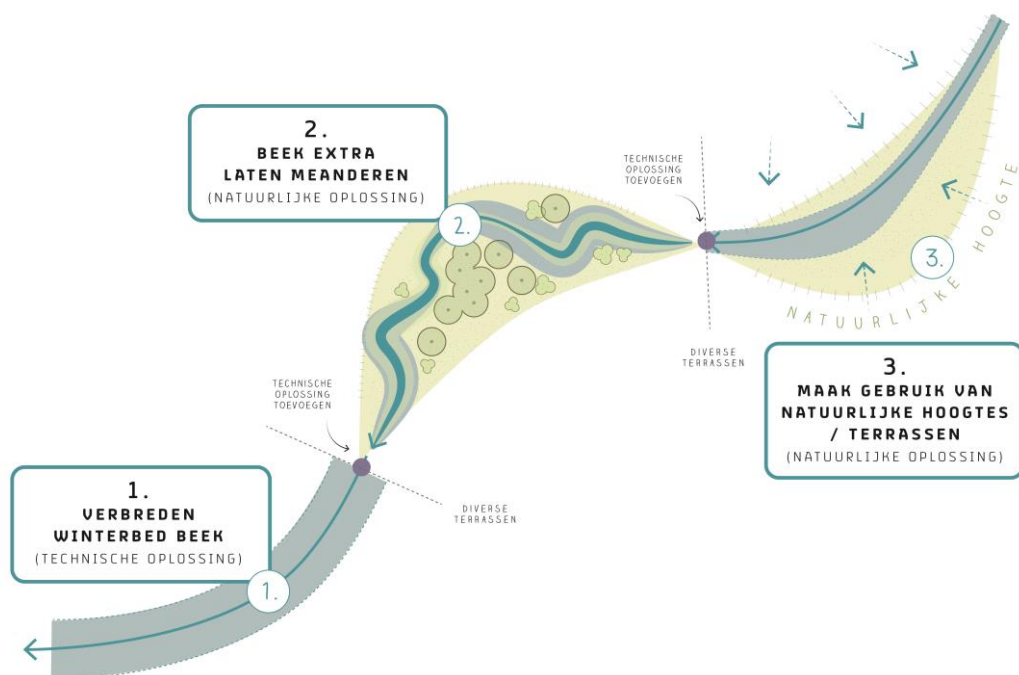 2.
BEEK EXTRA
LATEN MEANDEREN
(NATUURLIJKE OPLOSSING)
2.
TECHNISCHE
OPLOSSING
TOEVOEGEN
3.
NATUURLIJKE HOOGTE
DIVERSE
TERRASSEN
3.
MAAK GEBRUIK VAN
NATUURLIJKE HOOGTES
/ TERRASSEN
(NATUURLIJKE OPLOSSING)
TECHNISCHE
OPLOSSING
TOEVOEGEN
DIVERSE
TERRASSEN
1.
VERBREDEN
WINTERBED BEEK
(TECHNISCHE OPLOSSING)
1.